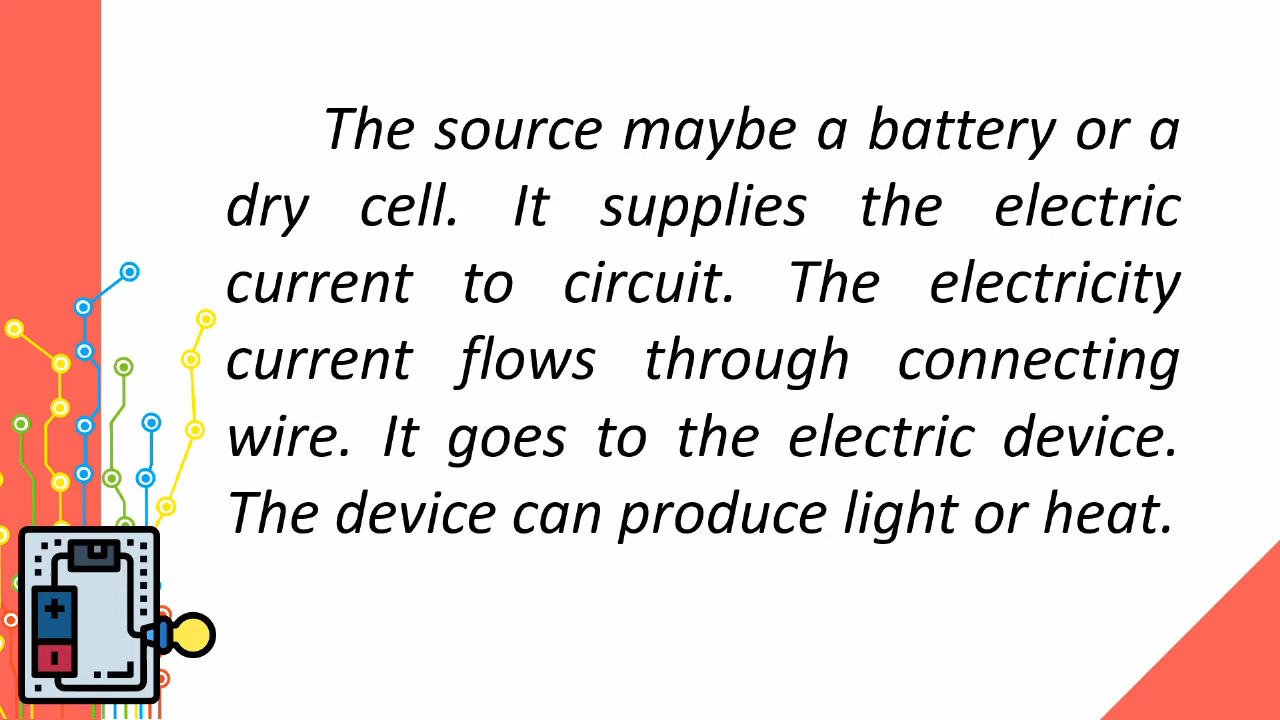 The source maybe a battery or a
dry cell. It supplies the electric
current to circuit. The electricity
current flows through connecting
wire. It goes to the electric device.
The device can produce light or heat.